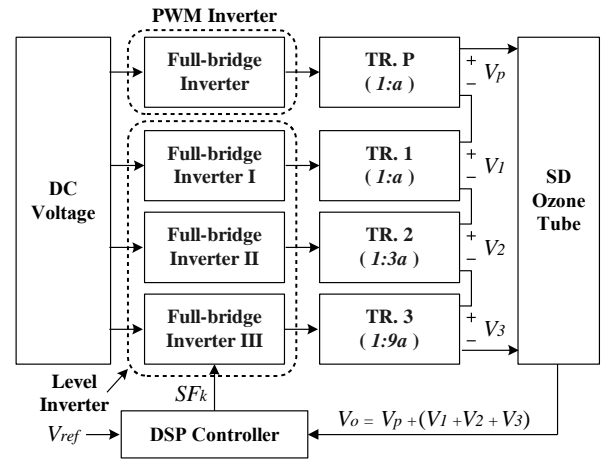 PWM Inverter
Full-bridge
Inverter
TR. P
( 1:a )
+
−
Vp
Full-bridge
Inverter I
TR. 1
( 1:a )
+
−
V1
DC
Voltage
SD
Ozone
Tube
Full-bridge
Inverter II
TR. 2
( 1:3a )
+
−
V2
Full-bridge
Inverter III
TR. 3
( 1:9a )
+
−
V3
Level
Inverter
SFk
Vo = Vp + (V1 + V2 + V3)
Vref
DSP Controller